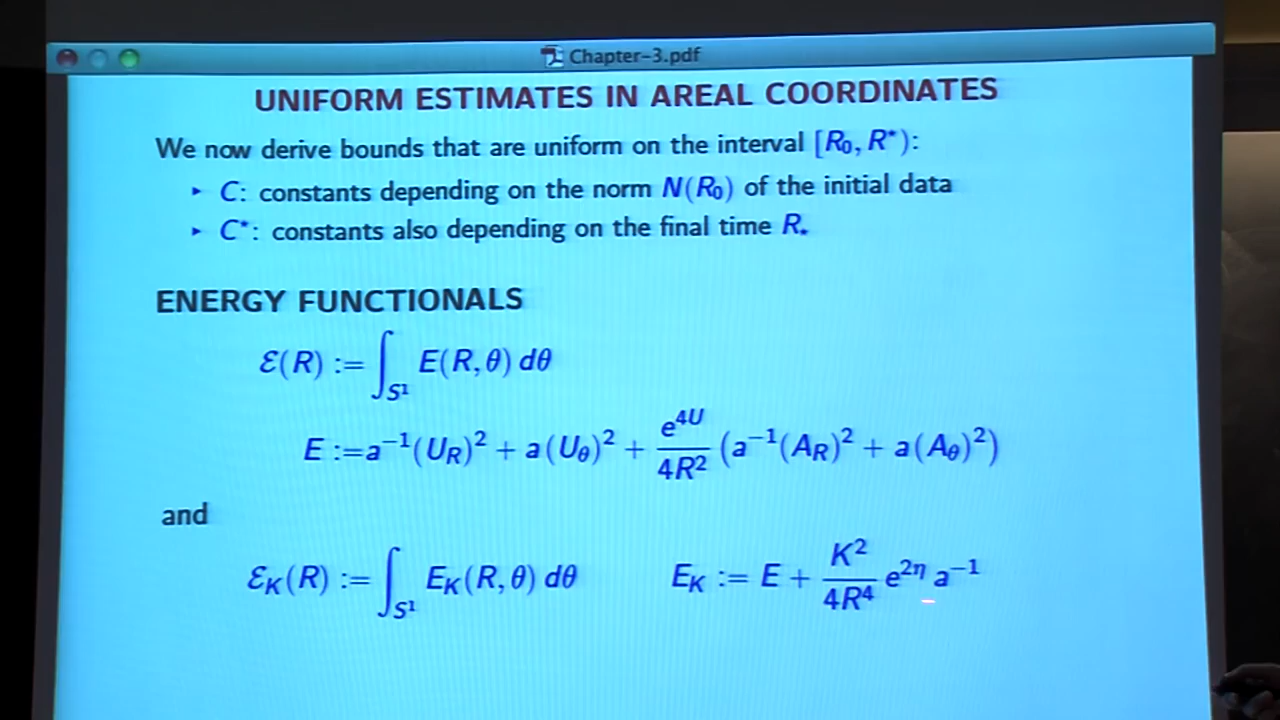 Chapter-3.pdf
UNIFORM ESTIMATES IN AREAL COORDINATES
We now derive bounds that are uniform on the interval [R₀, R*):
▸ C: constants depending on the norm N(R₀) of the initial data
▸ C*: constants also depending on the final time R⁎
ENERGY FUNCTIONALS
ℰ(R) := ∫_{S¹} E(R, θ) dθ
E := a⁻¹(U_R)² + a(U_θ)² + e^{4U}/4R² (a⁻¹(A_R)² + a(A_θ)²)
and
ℰ_K(R) := ∫_{S¹} E_K(R, θ) dθ    E_K := E + K²/4R⁴ e^{2η} a⁻¹